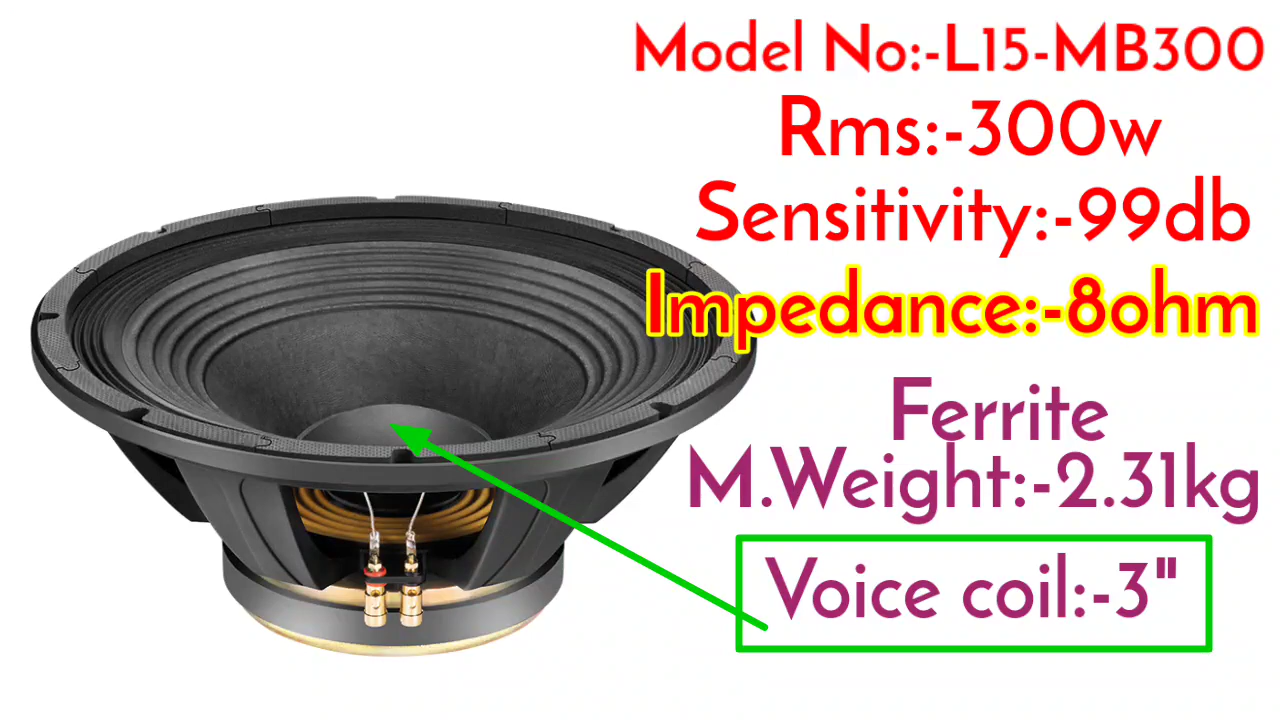 Model No:-L15-MB300
Rms:-300w
Sensitivity:-99db
Impedance:-8ohm
Ferrite
M.Weight:-2.31kg
Voice coil:-3"